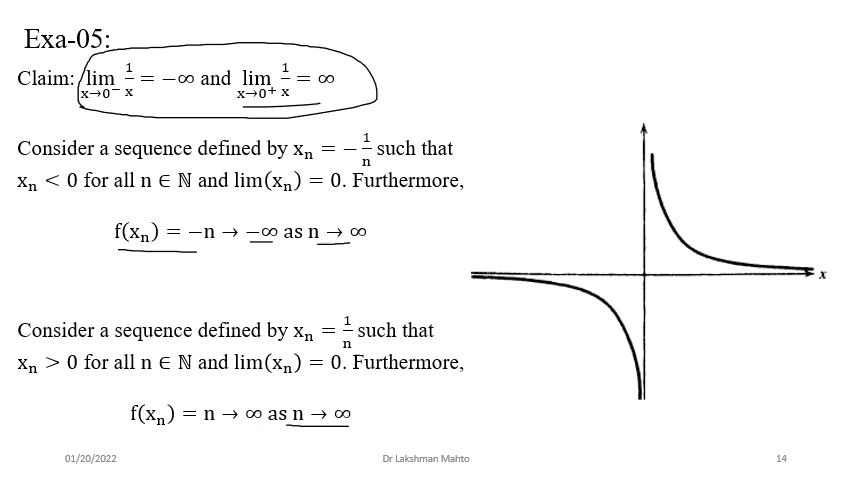 Exa-05:
Claim: lim x→0⁻ 1/x = −∞ and lim x→0⁺ 1/x = ∞
Consider a sequence defined by xₙ = −1/n such that
xₙ < 0 for all n ∈ ℕ and lim(xₙ) = 0. Furthermore,
f(xₙ) = −n → −∞ as n → ∞
x
Consider a sequence defined by xₙ = 1/n such that
xₙ > 0 for all n ∈ ℕ and lim(xₙ) = 0. Furthermore,
f(xₙ) = n → ∞ as n → ∞
01/20/2022
Dr Lakshman Mahto
14